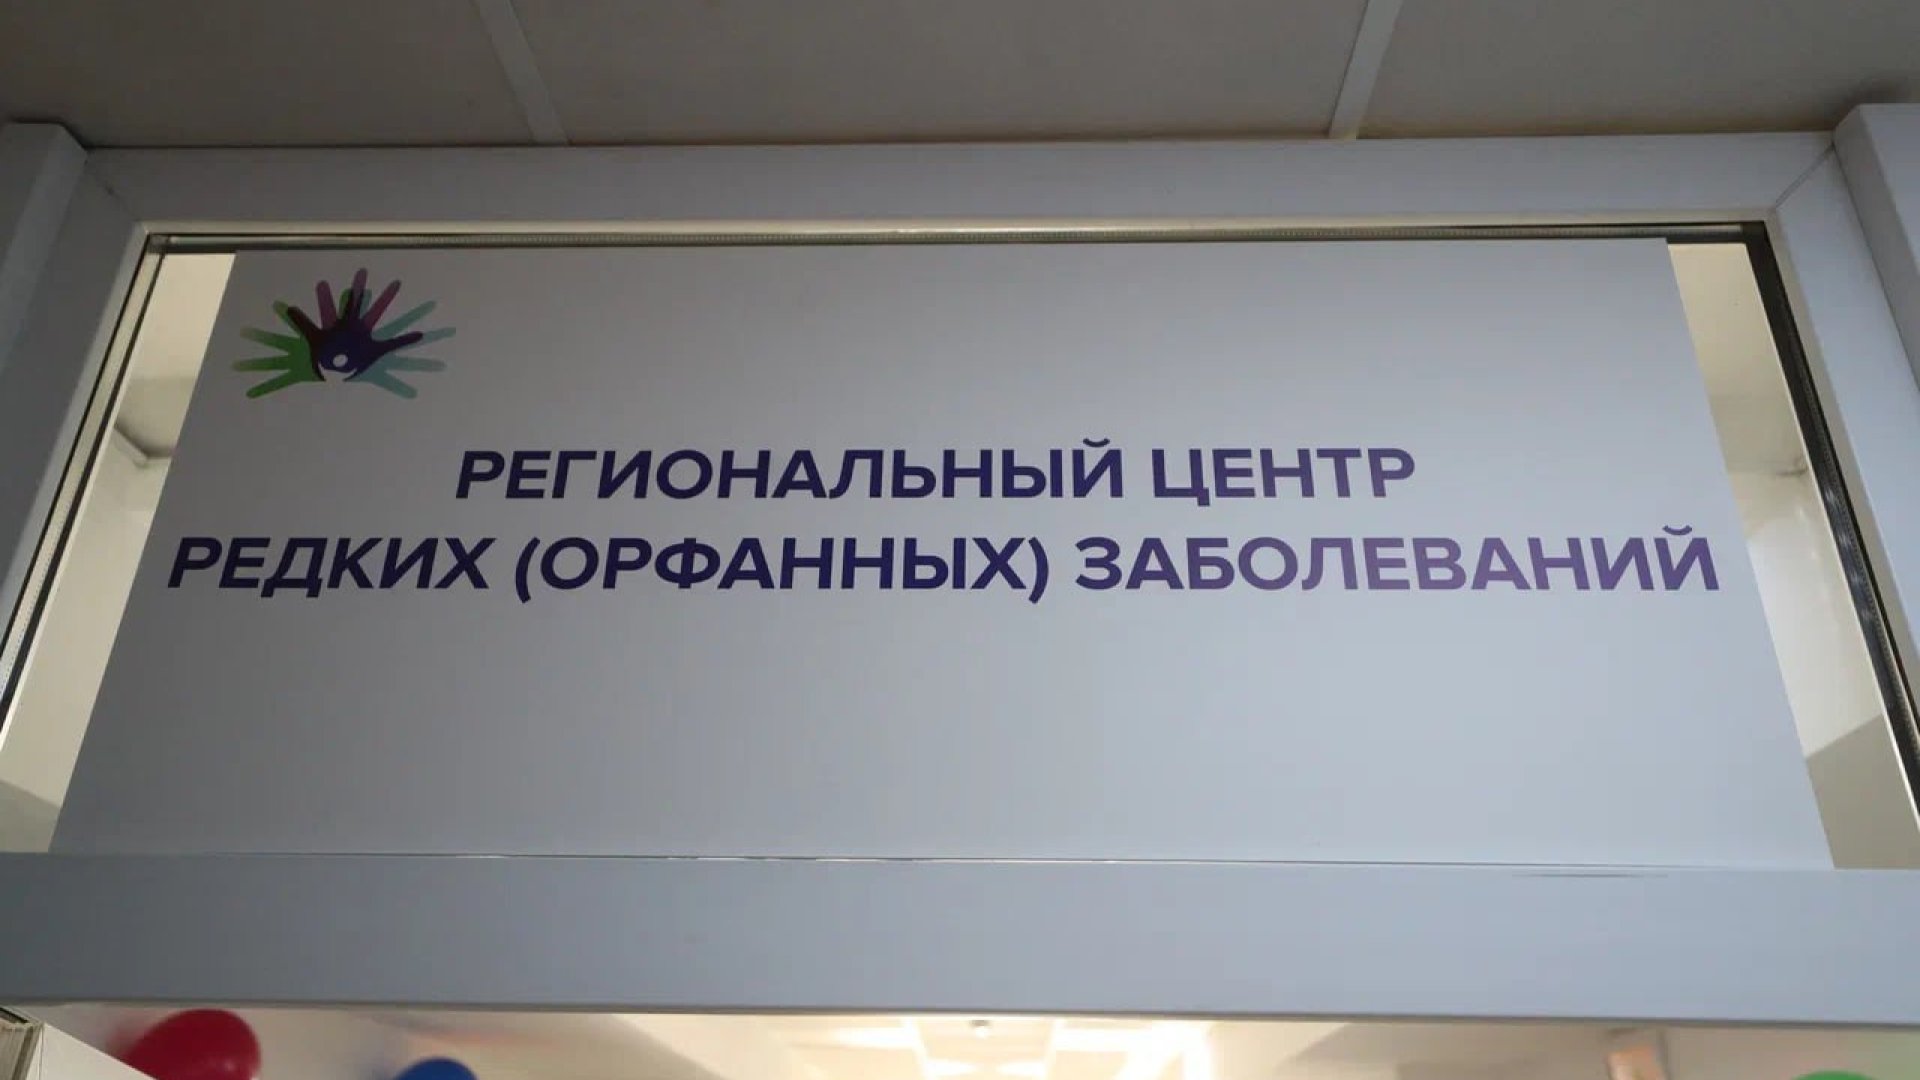 РЕГИОНАЛЬНЫЙ ЦЕНТР
РЕДКИХ (ОРФАННЫХ) ЗАБОЛЕВАНИЙ